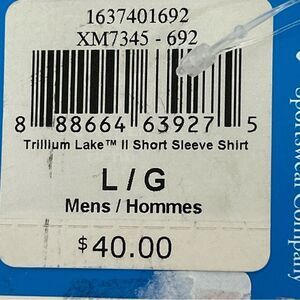 1637401692
XM7345 - 692
8 88664 63927 5
Trillium Lake™ II Short Sleeve Shirt
L / G
Mens / Hommes
$40.00
Sportswear Company